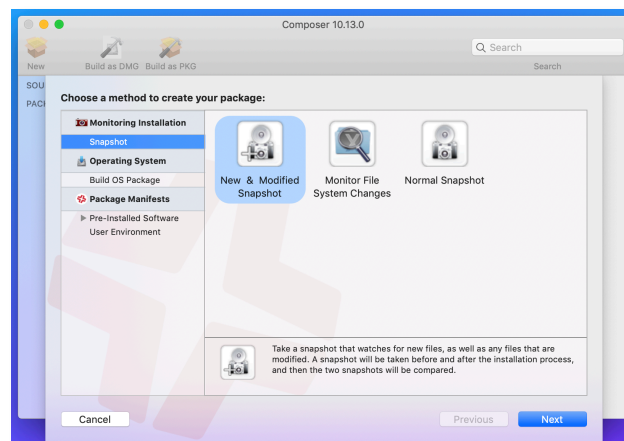 Composer 10.13.0
Search
New
Build as DMG
Build as PKG
Search
SOU
PAC
Choose a method to create your package:
Monitoring Installation
Snapshot
Operating System
Build OS Package
Package Manifests
Pre-Installed Software
User Environment
New & Modified
Snapshot
Monitor File
System Changes
Normal Snapshot
Take a snapshot that watches for new files, as well as any files that are
modified. A snapshot will be taken before and after the installation process,
and then the two snapshots will be compared.
Cancel
Previous
Next